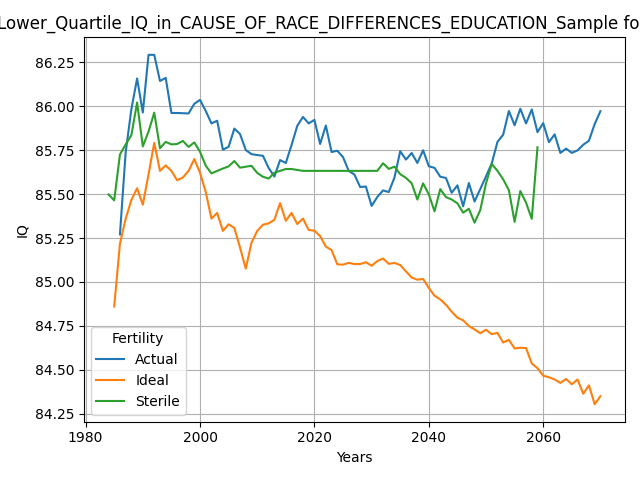 Lower_Quartile_IQ_in_CAUSE_OF_RACE_DIFFERENCES_EDUCATION_Sample fo
86.25
86.00
85.75
85.50
85.25
85.00
84.75
84.50
84.25
IQ
Fertility
Actual
Ideal
Sterile
1980 2000 2020 2040 2060
Years